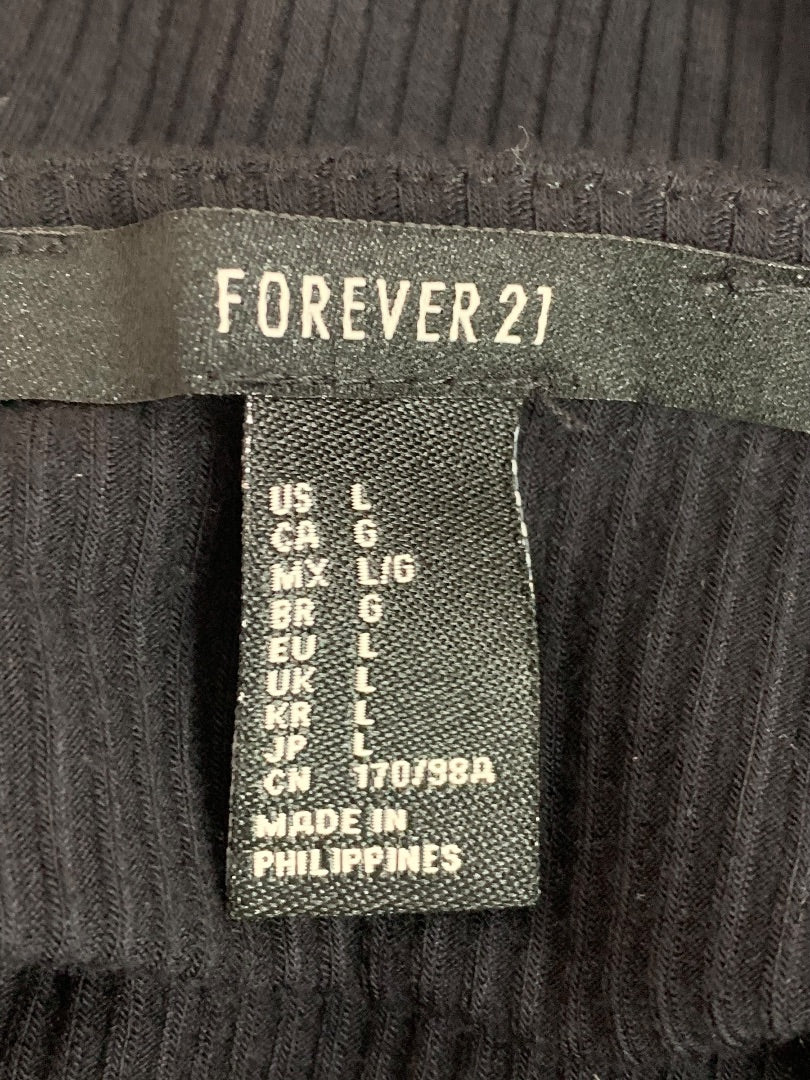 FOREVER 21
US L
CA G
MX L/G
BR G
EU L
UK L
KR L
JP L
CN 170/98A
MADE IN
PHILIPPINES